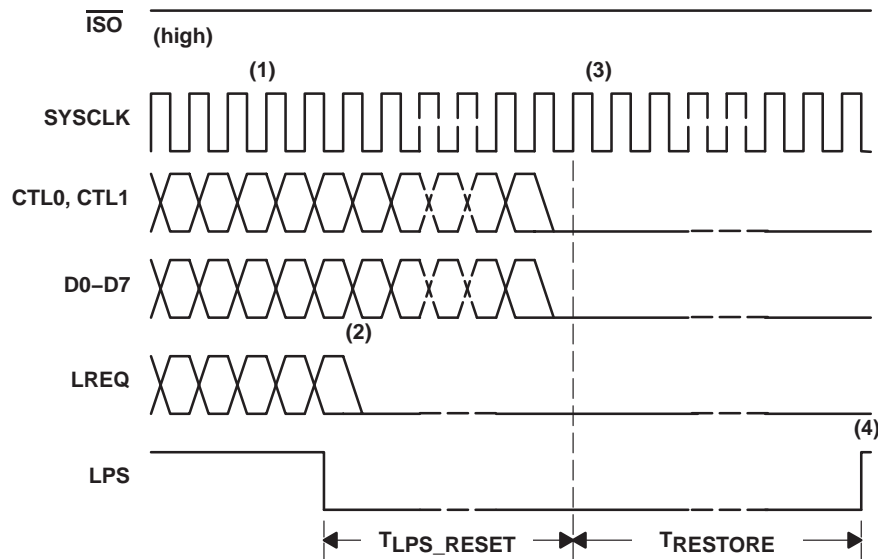 ISO
(high)
(1)
(3)
SYSCLK
CTL0, CTL1
D0–D7
(2)
LREQ
(4)
LPS
TLPS_RESET
TRESTORE